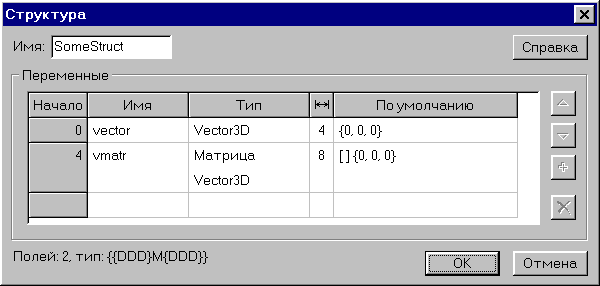 Структура
Имя: SomeStruct
Справка
Переменные
Начало Имя Тип |↔| По умолчанию
0 vector Vector3D 4 {0, 0, 0}
4 vmatr Матрица 8 [ ] {0, 0, 0}
Vector3D
Полей: 2, тип: {{DDD}M{DDD}}
OK Отмена